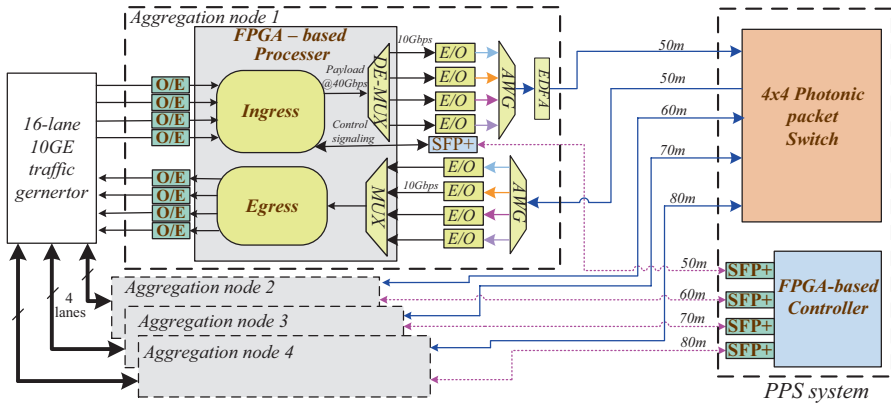 Aggregation node 1
FPGA – based
Processer
16-lane
10GE
traffic
gernertor
O/E
O/E
O/E
O/E
Ingress
Payload
@40Gbps
Control
signaling
DE-MUX
10Gbps
E/O
E/O
E/O
E/O
SFP+
AWG
EDFA
O/E
O/E
O/E
O/E
Egress
MUX
10Gbps
E/O
E/O
E/O
E/O
AWG
50m
50m
60m
70m
80m
4x4 Photonic
packet
Switch
4
lanes
Aggregation node 2
Aggregation node 3
Aggregation node 4
50m
60m
70m
80m
SFP+
SFP+
SFP+
SFP+
FPGA-based
Controller
PPS system